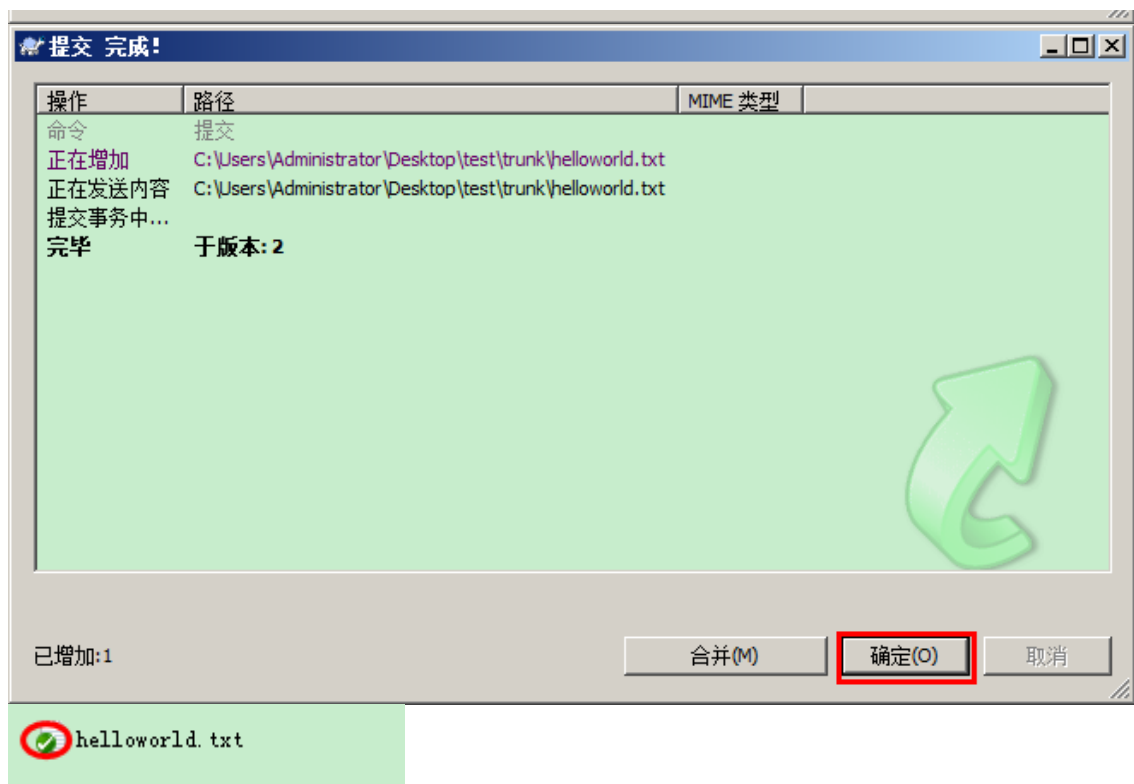 提交 完成!
操作 路径 MIME 类型
命令 提交
正在增加 C:\Users\Administrator\Desktop\test\trunk\helloworld.txt
正在发送内容 C:\Users\Administrator\Desktop\test\trunk\helloworld.txt
提交事务中...
完毕 于版本: 2
已增加:1 合并(M) 确定(O) 取消
helloworld.txt